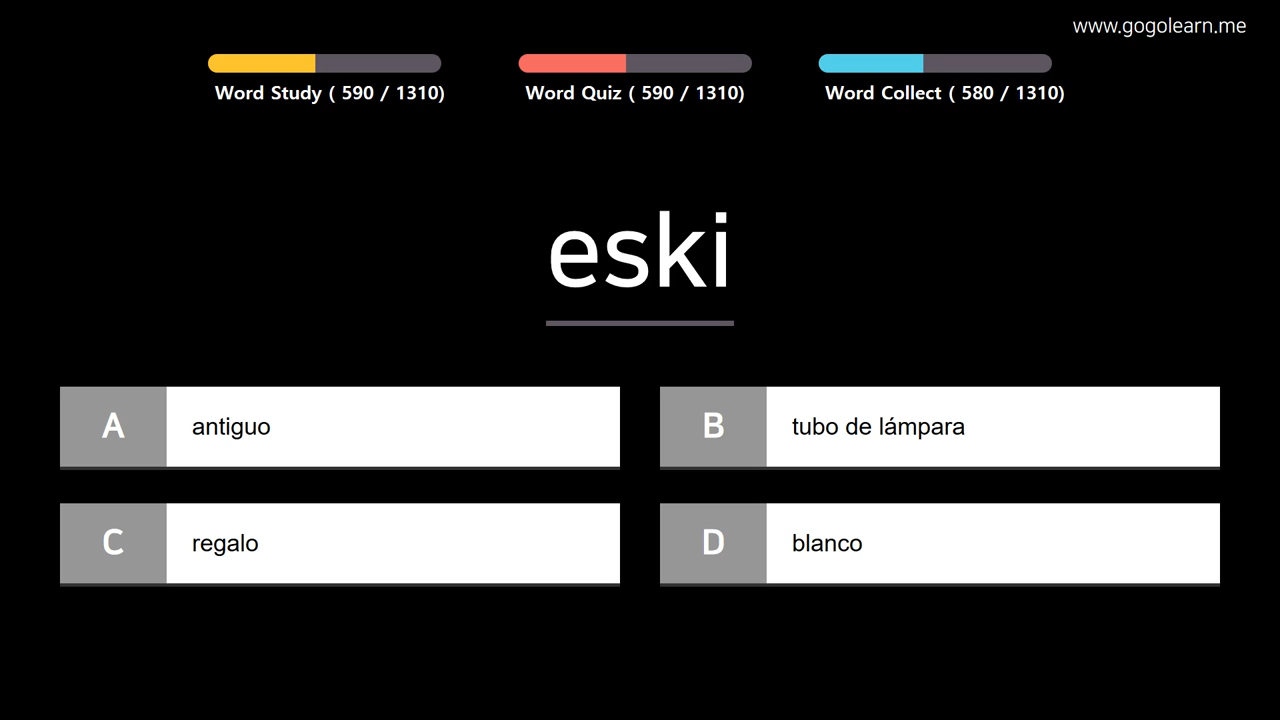 www.gogolearn.me
Word Study ( 590 / 1310)
Word Quiz ( 590 / 1310)
Word Collect ( 580 / 1310)
eski
A antiguo
B tubo de lámpara
C regalo
D blanco